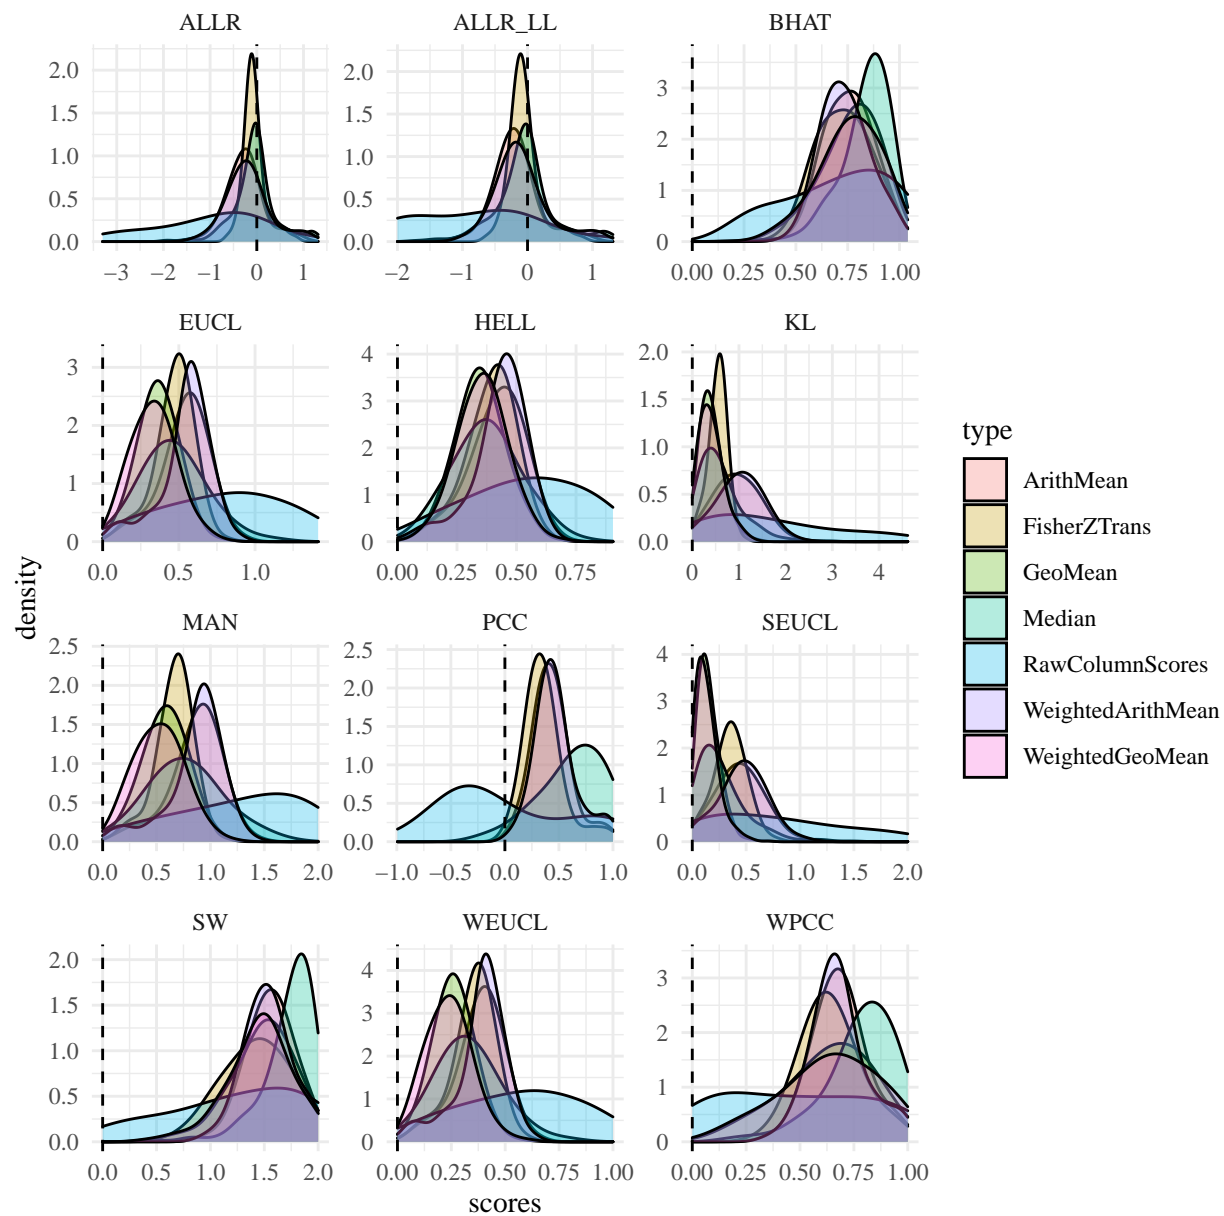 ALLR ALLR_LL BHAT
2.0 1.5 1.0 0.5 0.0
2.0 1.5 1.0 0.5 0.0
3 2 1 0
−3 −2 −1 0 1
−2 −1 0 1
0.00 0.25 0.50 0.75 1.00
EUCL HELL KL
3 2 1 0
4 3 2 1 0
2.0 1.5 1.0 0.5 0.0
0.0 0.5 1.0
0.00 0.25 0.50 0.75
0 1 2 3 4
MAN PCC SEUCL
2.5 2.0 1.5 1.0 0.5 0.0
2.5 2.0 1.5 1.0 0.5 0.0
4 3 2 1 0
0.0 0.5 1.0 1.5 2.0
−1.0 −0.5 0.0 0.5 1.0
0.0 0.5 1.0 1.5 2.0
SW WEUCL WPCC
2.0 1.5 1.0 0.5 0.0
4 3 2 1 0
3 2 1 0
0.0 0.5 1.0 1.5 2.0
0.00 0.25 0.50 0.75 1.00
0.00 0.25 0.50 0.75 1.00
scores
density
type
ArithMean
FisherZTrans
GeoMean
Median
RawColumnScores
WeightedArithMean
WeightedGeoMean